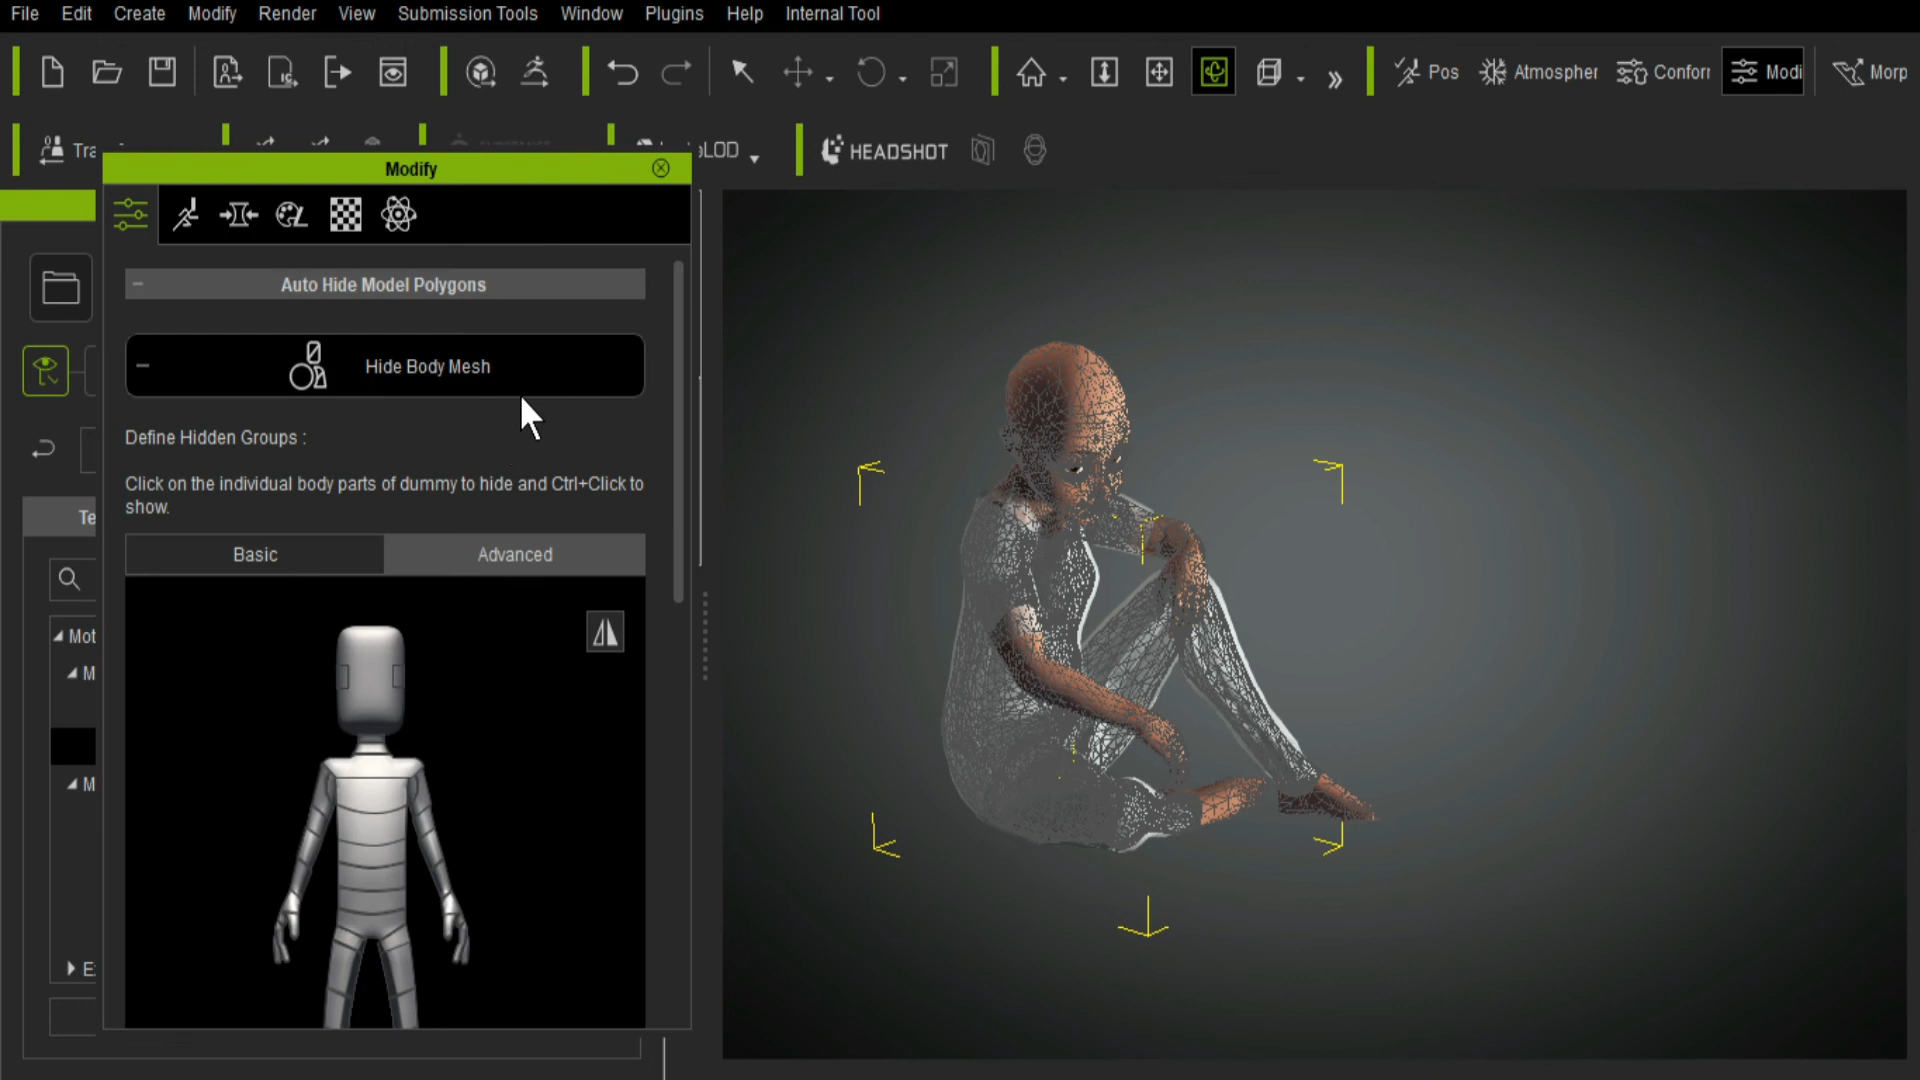 File Edit Create Modify Render View Submission Tools Window Plugins Help Internal Tool
Pos Atmospher Confor Modi Morp
Tra LOD HEADSHOT
Modify
Auto Hide Model Polygons
Hide Body Mesh
Define Hidden Groups :
Click on the individual body parts of dummy to hide and Ctrl+Click to
show.
Te
Basic Advanced
Mot
M
M
E